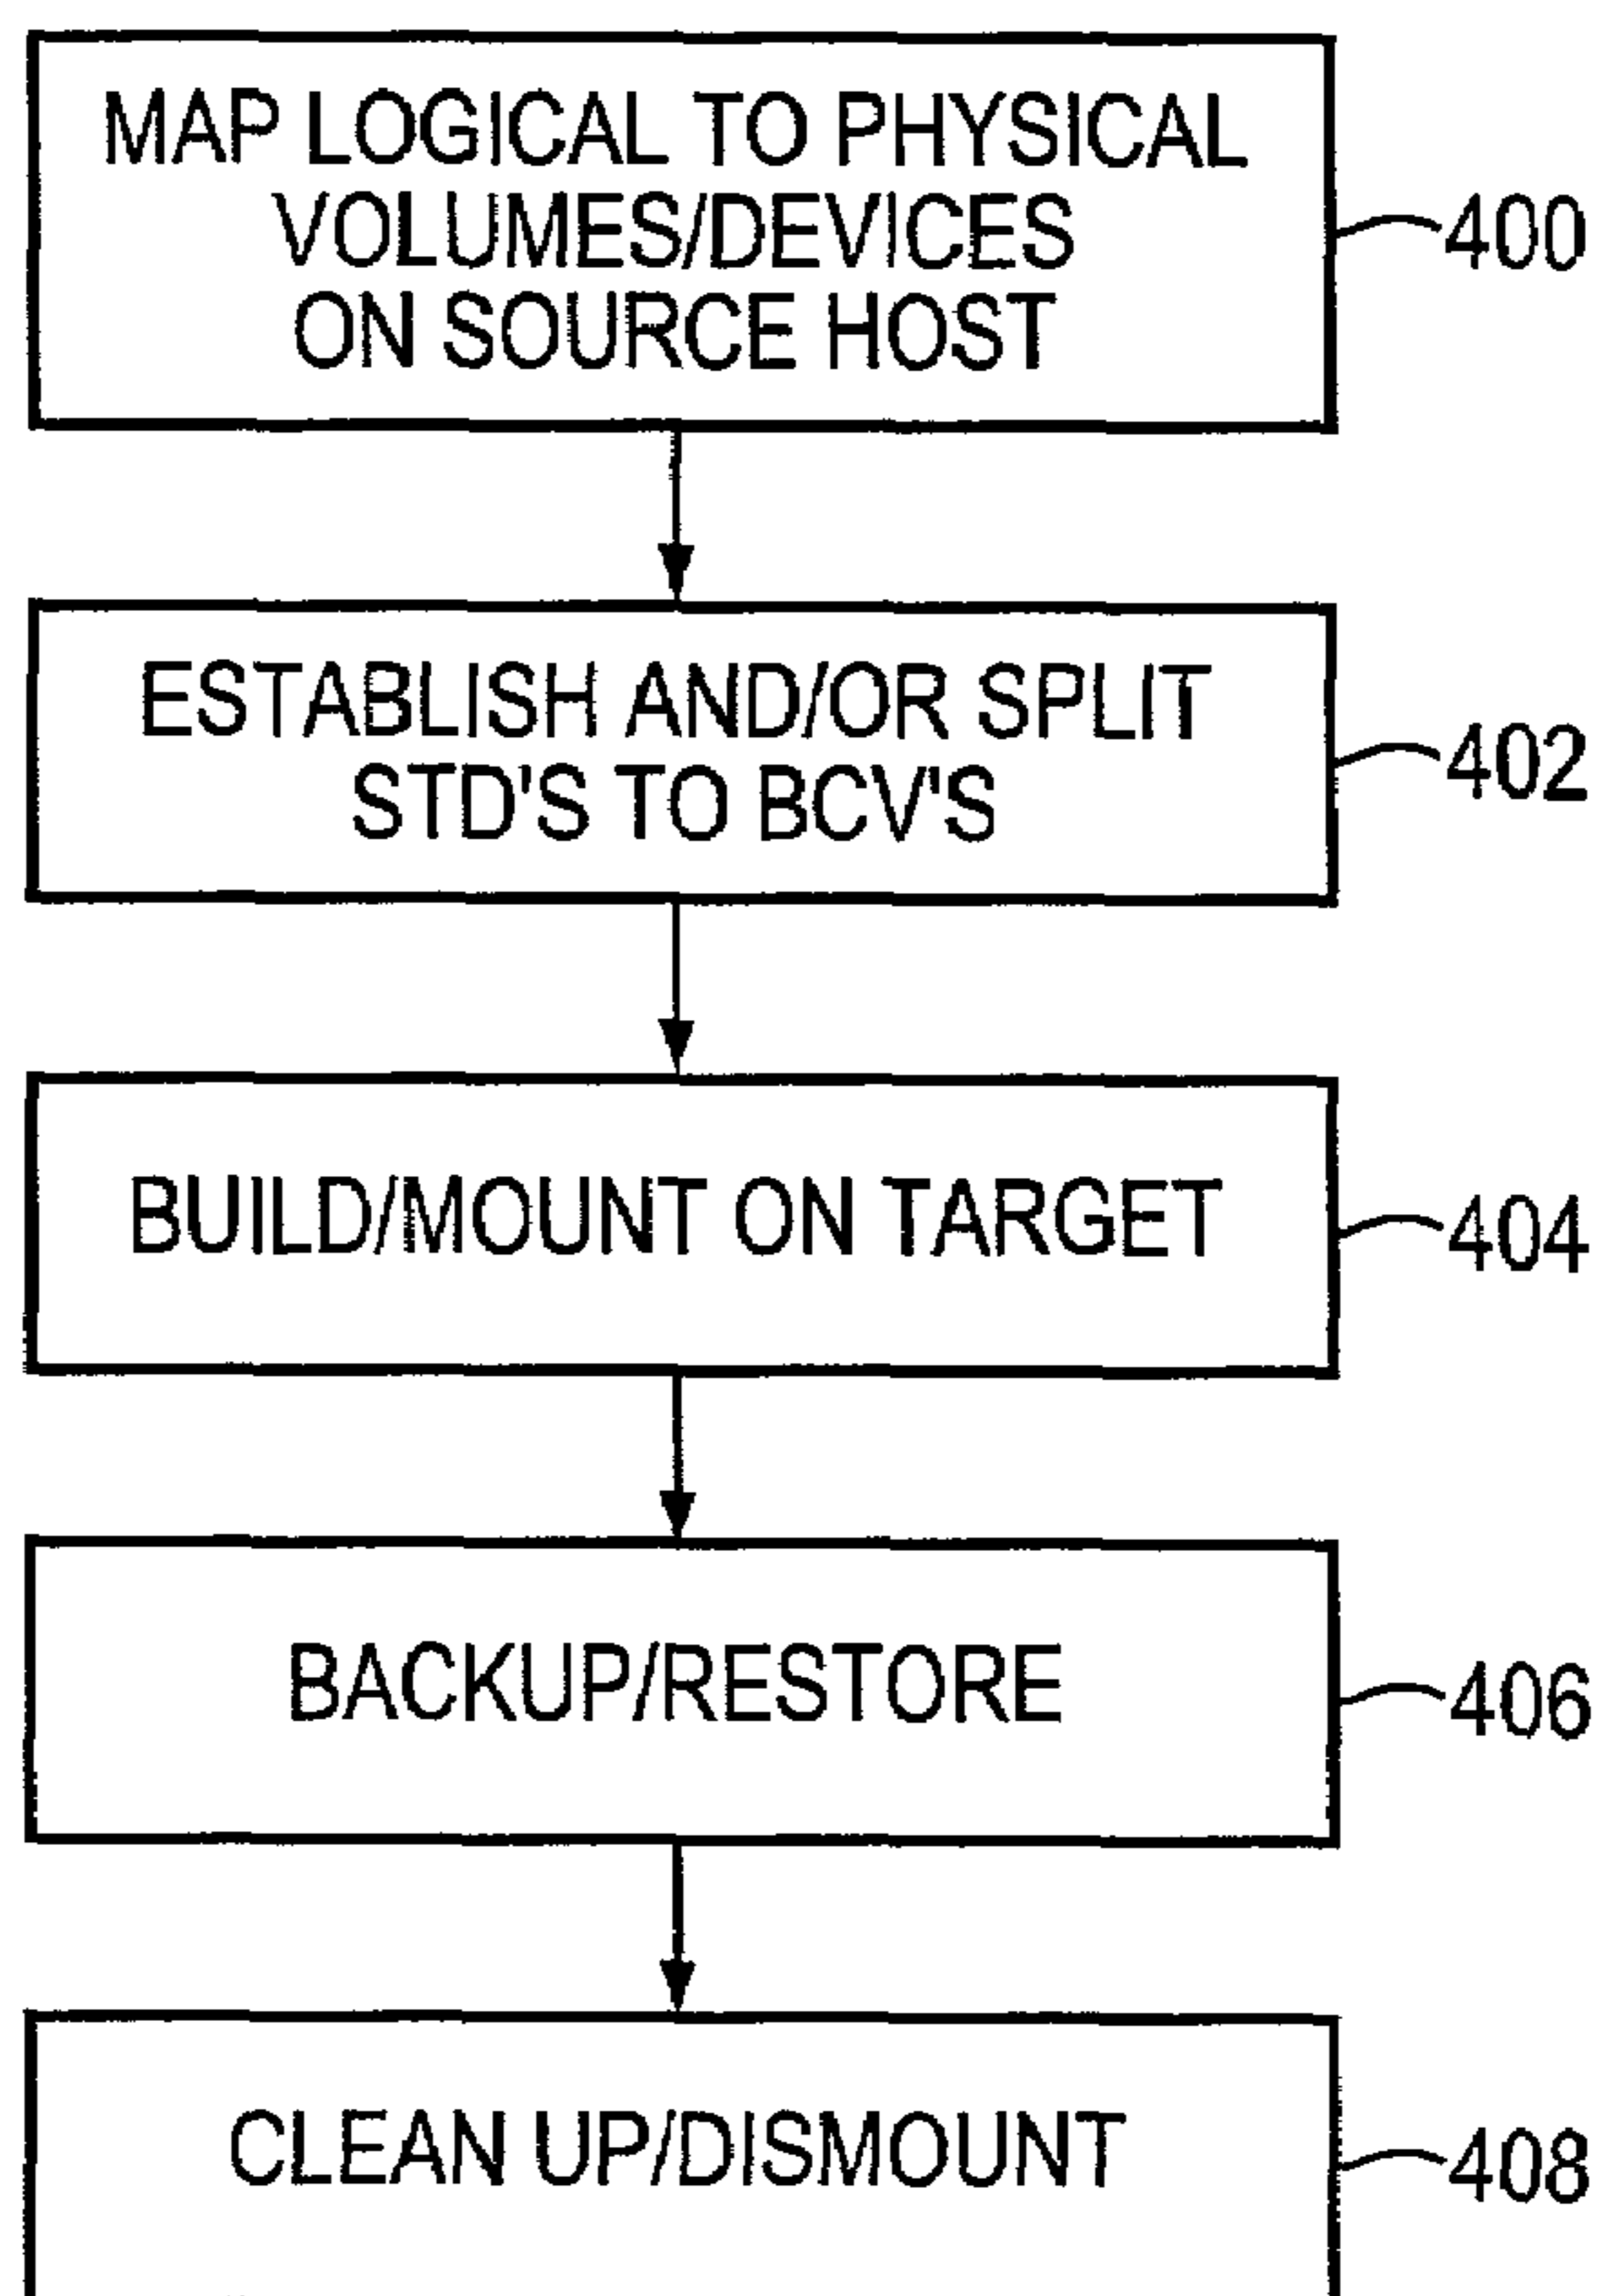 MAP LOGICAL TO PHYSICAL
VOLUMES/DEVICES
ON SOURCE HOST
400
ESTABLISH AND/OR SPLIT
STD'S TO BCV'S
402
BUILD/MOUNT ON TARGET
404
BACKUP/RESTORE
406
CLEAN UP/DISMOUNT
408